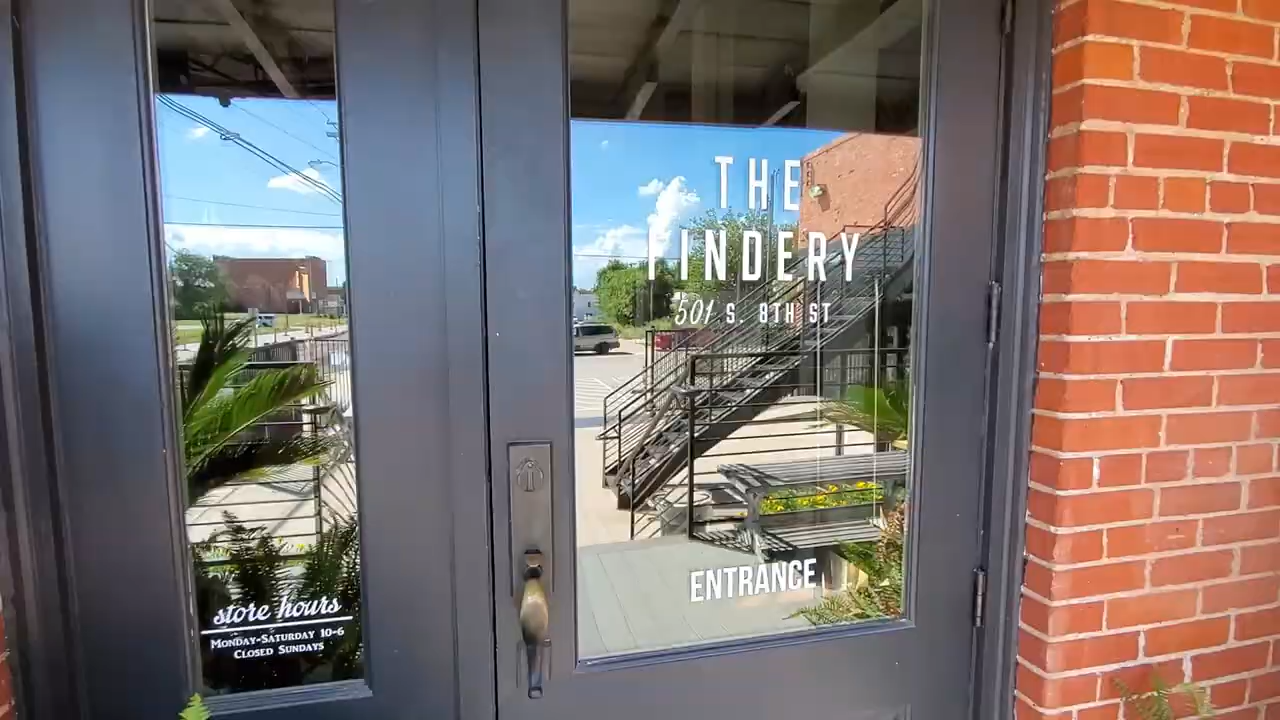 THE
FINDERY
501 S. 8TH ST
ENTRANCE
store hours
MONDAY-SATURDAY 10-6
CLOSED SUNDAYS